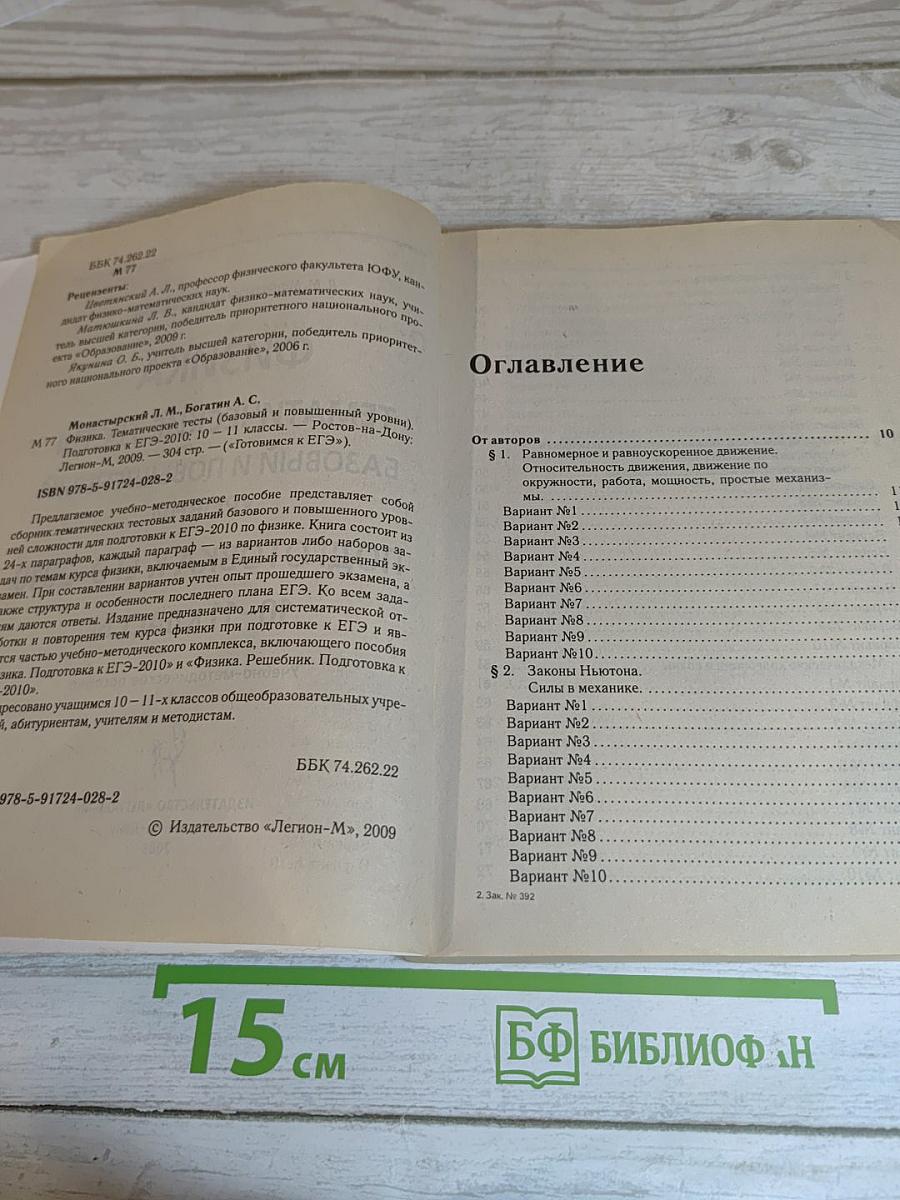 ББК 74.262.22
М 77
Рецензенты:
Цветянский А. Л., профессор физического факультета ЮФУ, кан-
дидат физико-математических наук.
Матюшкина Л. В., кандидат физико-математических наук, учи-
тель высшей категории, победитель приоритетного национального про-
екта «Образование», 2009 г.
Якунина О. Б., учитель высшей категории, победитель приоритет-
ного национального проекта «Образование», 2006 г.
Монастырский Л. М., Богатин А. С.
М 77 Физика. Тематические тесты (базовый и повышенный уровни).
Подготовка к ЕГЭ-2010: 10 — 11 классы. — Ростов-на-Дону:
Легион-М, 2009. — 304 стр. — («Готовимся к ЕГЭ»).
ISBN 978-5-91724-028-2
Предлагаемое учебно-методическое пособие представляет собой
сборник тематических тестовых заданий базового и повышенного уров-
ней сложности для подготовки к ЕГЭ-2010 по физике. Книга состоит из
24-х параграфов, каждый параграф — из вариантов либо наборов за-
дач по темам курса физики, включаемым в Единый государственный эк-
замен. При составлении вариантов учтен опыт прошедшего экзамена, а
акже структура и особенности последнего плана ЕГЭ. Ко всем зада-
ям даются ответы. Издание предназначено для систематической от-
ботки и повторения тем курса физики при подготовке к ЕГЭ и яв-
тся частью учебно-методического комплекса, включающего пособия
зика. Подготовка к ЕГЭ-2010» и «Физика. Решебник. Подготовка к
-2010».
дресовано учащимся 10 — 11-х классов общеобразовательных учре-
й, абитуриентам, учителям и методистам.
ББК 74.262.22
978-5-91724-028-2
© Издательство «Легион-М», 2009
Оглавление
От авторов 10
§ 1. Равномерное и равноускоренное движение.
Относительность движения, движение по
окружности, работа, мощность, простые механиз-
мы.
Вариант №1
Вариант №2
Вариант №3
Вариант №4
Вариант №5
Вариант №6
Вариант №7
Вариант №8
Вариант №9
Вариант №10
§ 2. Законы Ньютона.
Силы в механике.
Вариант №1
Вариант №2
Вариант №3
Вариант №4
Вариант №5
Вариант №6
Вариант №7
Вариант №8
Вариант №9
Вариант №10
2. Зак. № 392
15 см
БФ БИБЛИОФ